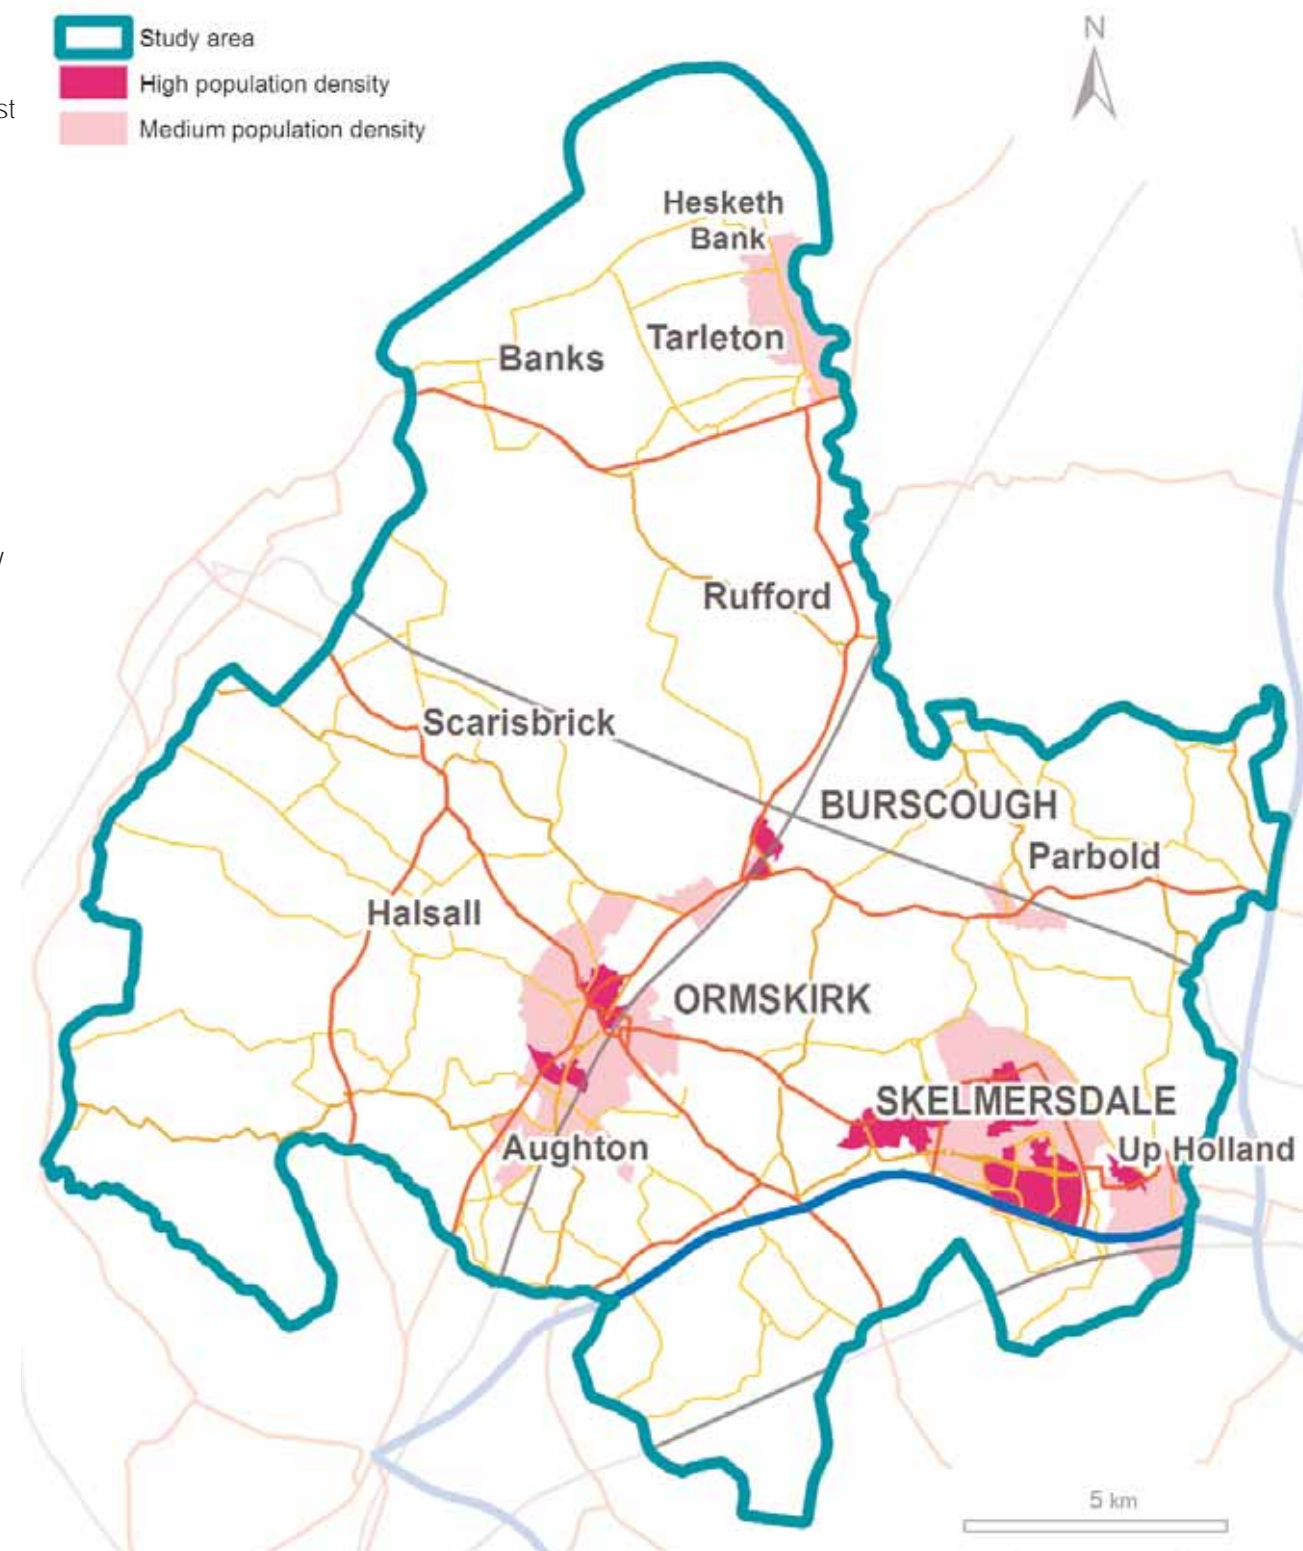 Study area
High population density
st
Medium population density
N
Hesketh
Bank
Tarleton
Banks
Rufford
Scarisbrick
BURSCOUGH
Parbold
Halsall
ORMSKIRK
SKELMERSDALE
Up Holland
Aughton
5 km